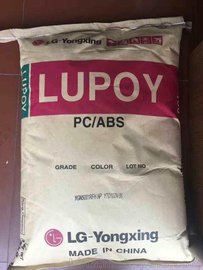 LG-Yongxing
LUPOY
LUPOY
PC/ABS
GRADE COLOR LOT NO
LG-Yongxing
MADE IN CHINA